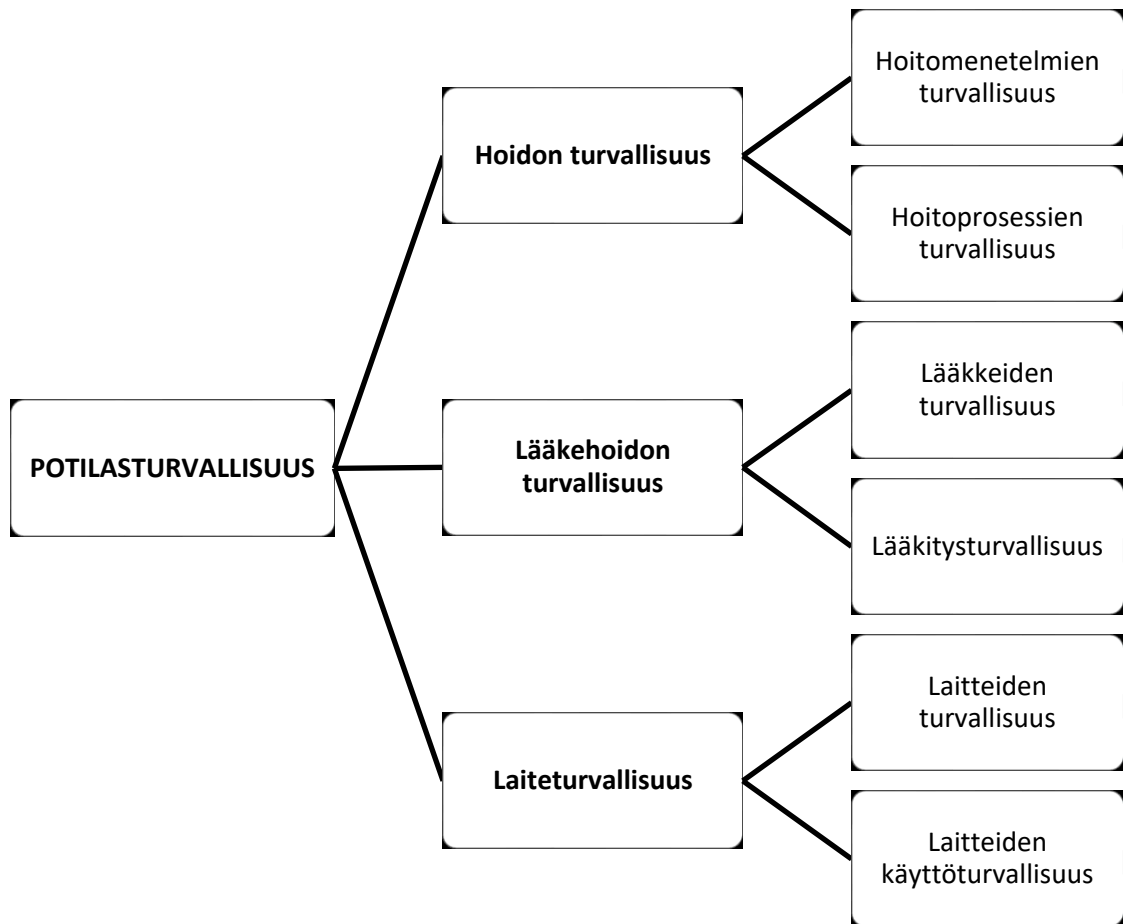 Hoitomenetelmien
turvallisuus
Hoidon turvallisuus
Hoitoprosessien
turvallisuus
Lääkkeiden
turvallisuus
POTILASTURVALLISUUS
Lääkehoidon
turvallisuus
Lääkitysturvallisuus
Laitteiden
turvallisuus
Laiteturvallisuus
Laitteiden
käyttöturvallisuus